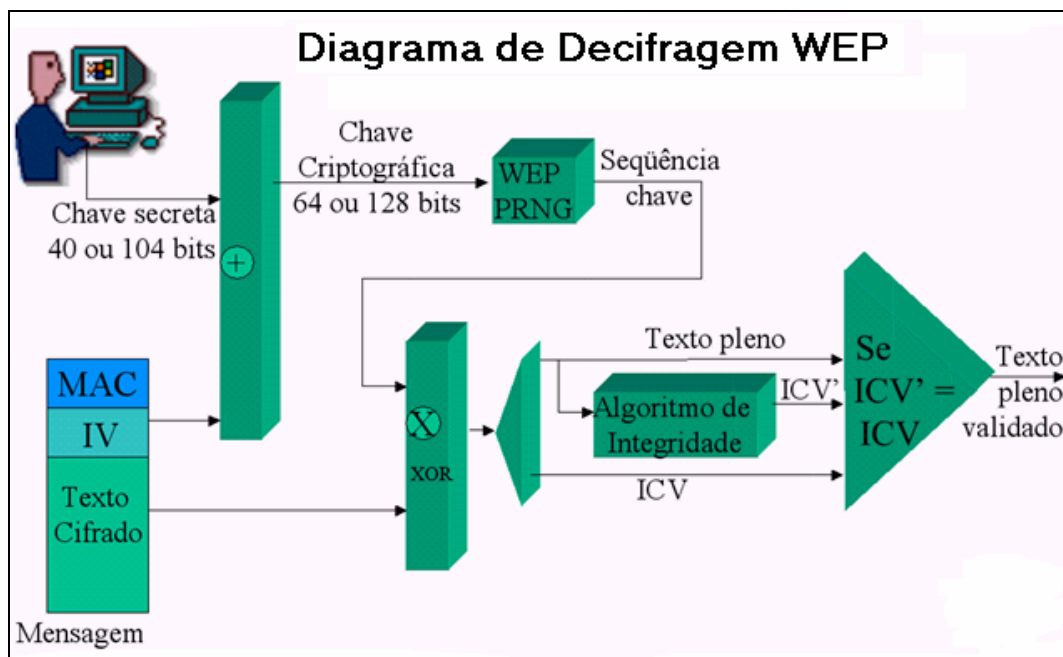 Diagrama de Decifragem WEP
Chave
Criptográfica
64 ou 128 bits
WEP
PRNG
Seqüência
chave
Chave secreta
40 ou 104 bits
+
MAC
IV
Texto
Cifrado
Mensagem
X
XOR
Texto pleno
Algoritmo de
Integridade
ICV'
ICV
Se
ICV' =
ICV
Texto
pleno
validado